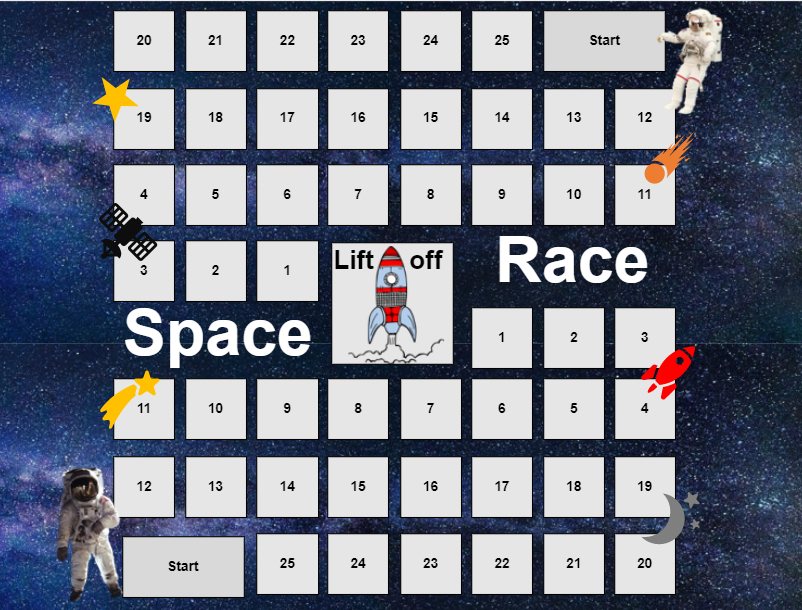 20 21 22 23 24 25 Start
19 18 17 16 15 14 13 12
4 5 6 7 8 9 10 11
3 2 1 Lift off Race
Space 1 2 3
11 10 9 8 7 6 5 4
12 13 14 15 16 17 18 19
Start 25 24 23 22 21 20